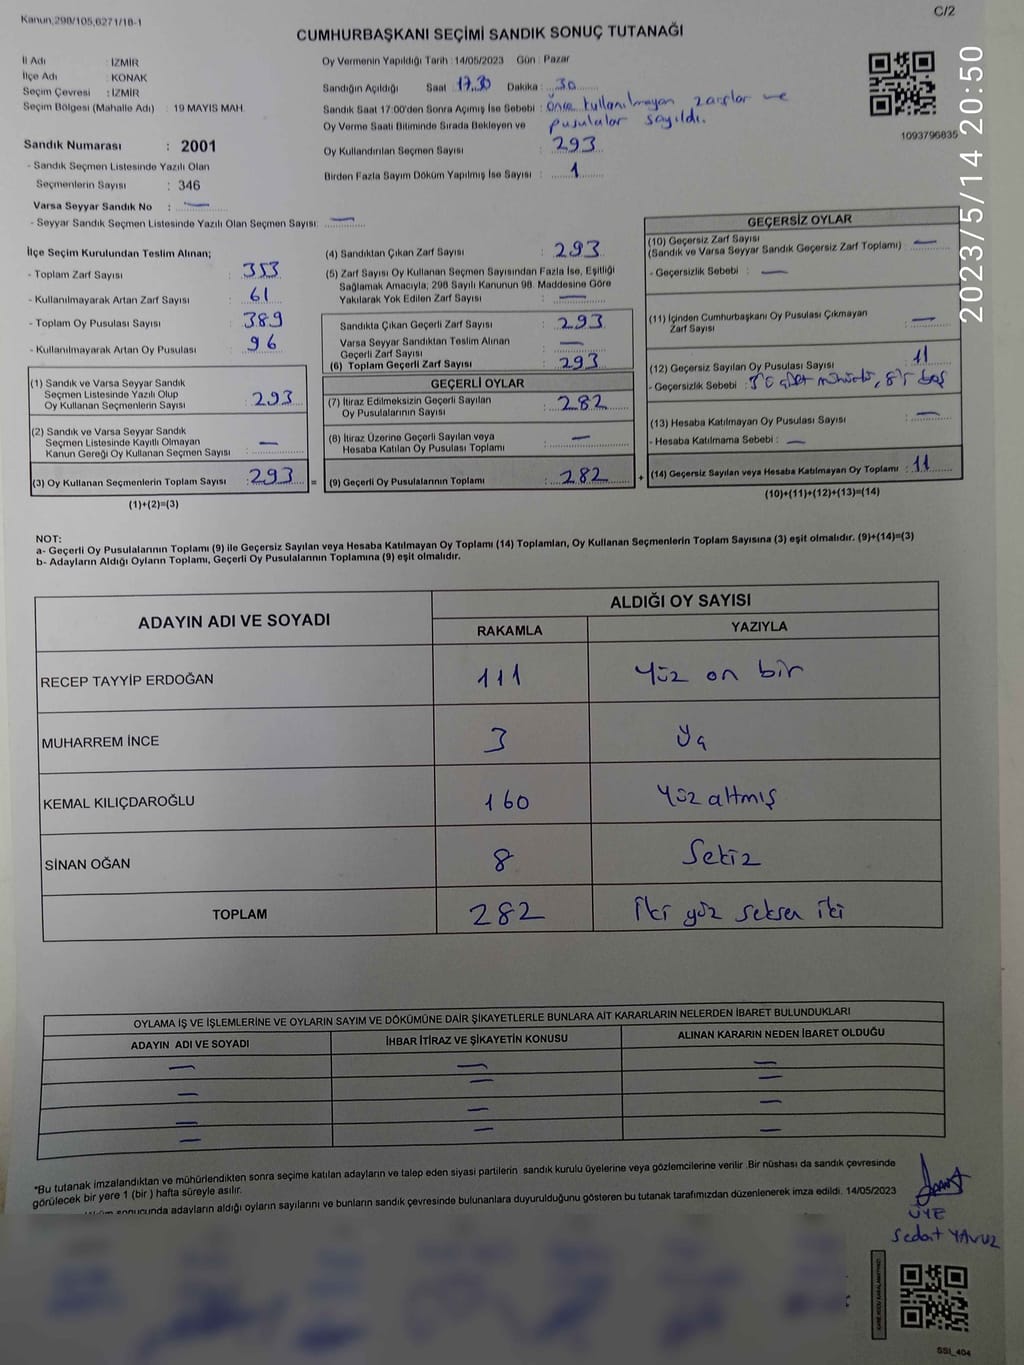 Kanun,298/105,6271/18-1
C/2
CUMHURBAŞKANI SEÇİMİ SANDIK SONUÇ TUTANAĞI
İl Adı : İZMİR
İlçe Adı : KONAK
Seçim Çevresi : İZMİR
Seçim Bölgesi (Mahalle Adı) : 19 MAYIS MAH.
Sandık Numarası : 2001
- Sandık Seçmen Listesinde Yazılı Olan
Seçmenlerin Sayısı : 346
Varsa Seyyar Sandık No : —
- Seyyar Sandık Seçmen Listesinde Yazılı Olan Seçmen Sayısı: —
Oy Vermenin Yapıldığı Tarih : 14/05/2023 Gün : Pazar
Sandığın Açıldığı Saat : 17.30 Dakika : 30
Sandık Saat 17:00'den Sonra Açımış İse Sebebi : Önce kullanılmayan zarflar ve
Oy Verme Saati Bitiminde Sırada Bekleyen ve pusulalar sayıldı.
Oy Kullandırılan Seçmen Sayısı : 293
Birden Fazla Sayım Döküm Yapılmış İse Sayısı : 1
1093796835
2023/5/14 20:50
İlçe Seçim Kurulundan Teslim Alınan;
- Toplam Zarf Sayısı : 353
- Kullanılmayarak Artan Zarf Sayısı : 61
- Toplam Oy Pusulası Sayısı : 389
- Kullanılmayarak Artan Oy Pusulası : 96
(1) Sandık ve Varsa Seyyar Sandık
Seçmen Listesinde Yazılı Olup
Oy Kullanan Seçmenlerin Sayısı : 293
(2) Sandık ve Varsa Seyyar Sandık
Seçmen Listesinde Kayıtlı Olmayan
Kanun Gereği Oy Kullanan Seçmen Sayısı : —
(3) Oy Kullanan Seçmenlerin Toplam Sayısı : 293 =
(1)+(2)=(3)
(4) Sandıktan Çıkan Zarf Sayısı : 293
(5) Zarf Sayısı Oy Kullanan Seçmen Sayısından Fazla İse, Eşitliği
Sağlamak Amacıyla; 298 Sayılı Kanunun 98. Maddesine Göre
Yakılarak Yok Edilen Zarf Sayısı : —
Sandıkta Çıkan Geçerli Zarf Sayısı : 293
Varsa Seyyar Sandıktan Teslim Alınan
Geçerli Zarf Sayısı : —
(6) Toplam Geçerli Zarf Sayısı : 293
GEÇERLİ OYLAR
(7) İtiraz Edilmeksizin Geçerli Sayılan
Oy Pusulalarının Sayısı : 282
(8) İtiraz Üzerine Geçerli Sayılan veya
Hesaba Katılan Oy Pusulası Toplamı : —
(9) Geçerli Oy Pusulalarının Toplamı : 282 +
GEÇERSİZ OYLAR
(10) Geçersiz Zarf Sayısı
(Sandık ve Varsa Seyyar Sandık Geçersiz Zarf Toplamı) : —
- Geçersizlik Sebebi : —
(11) İçinden Cumhurbaşkanı Oy Pusulası Çıkmayan
Zarf Sayısı : —
(12) Geçersiz Sayılan Oy Pusulası Sayısı : 11
- Geçersizlik Sebebi :
(13) Hesaba Katılmayan Oy Pusulası Sayısı : —
- Hesaba Katılmama Sebebi : —
(14) Geçersiz Sayılan veya Hesaba Katılmayan Oy Toplamı : 11
(10)+(11)+(12)+(13)=(14)
NOT:
a- Geçerli Oy Pusulalarının Toplamı (9) ile Geçersiz Sayılan veya Hesaba Katılmayan Oy Toplamı (14) Toplamları, Oy Kullanan Seçmenlerin Toplam Sayısına (3) eşit olmalıdır. (9)+(14)=(3)
b- Adayların Aldığı Oyların Toplamı, Geçerli Oy Pusulalarının Toplamına (9) eşit olmalıdır.
ADAYIN ADI VE SOYADI ALDIĞI OY SAYISI
RAKAMLA YAZIYLA
RECEP TAYYİP ERDOĞAN 111 Yüz on bir
MUHARREM İNCE 3 Üç
KEMAL KILIÇDAROĞLU 160 Yüz altmış
SİNAN OĞAN 8 Sekiz
TOPLAM 282 İki yüz seksen iki
OYLAMA İŞ VE İŞLEMLERİNE VE OYLARIN SAYIM VE DÖKÜMÜNE DAİR ŞİKAYETLERLE BUNLARA AİT KARARLARIN NELERDEN İBARET BULUNDUKLARI
ADAYIN ADI VE SOYADI İHBAR İTİRAZ VE ŞİKAYETİN KONUSU ALINAN KARARIN NEDEN İBARET OLDUĞU
*Bu tutanak imzalandıktan ve mühürlendikten sonra seçime katılan adayların ve talep eden siyasi partilerin sandık kurulu üyelerine veya gözlemcilerine verilir .Bir nüshası da sandık çevresinde
görülecek bir yere 1 (bir ) hafta süreyle asılır.
sonucunda adayların aldığı oyların sayılarını ve bunların sandık çevresinde bulunanlara duyurulduğunu gösteren bu tutanak tarafımızdan düzenlenerek imza edildi. 14/05/2023
ÜYE
Sedat YAVUZ
SSI_404